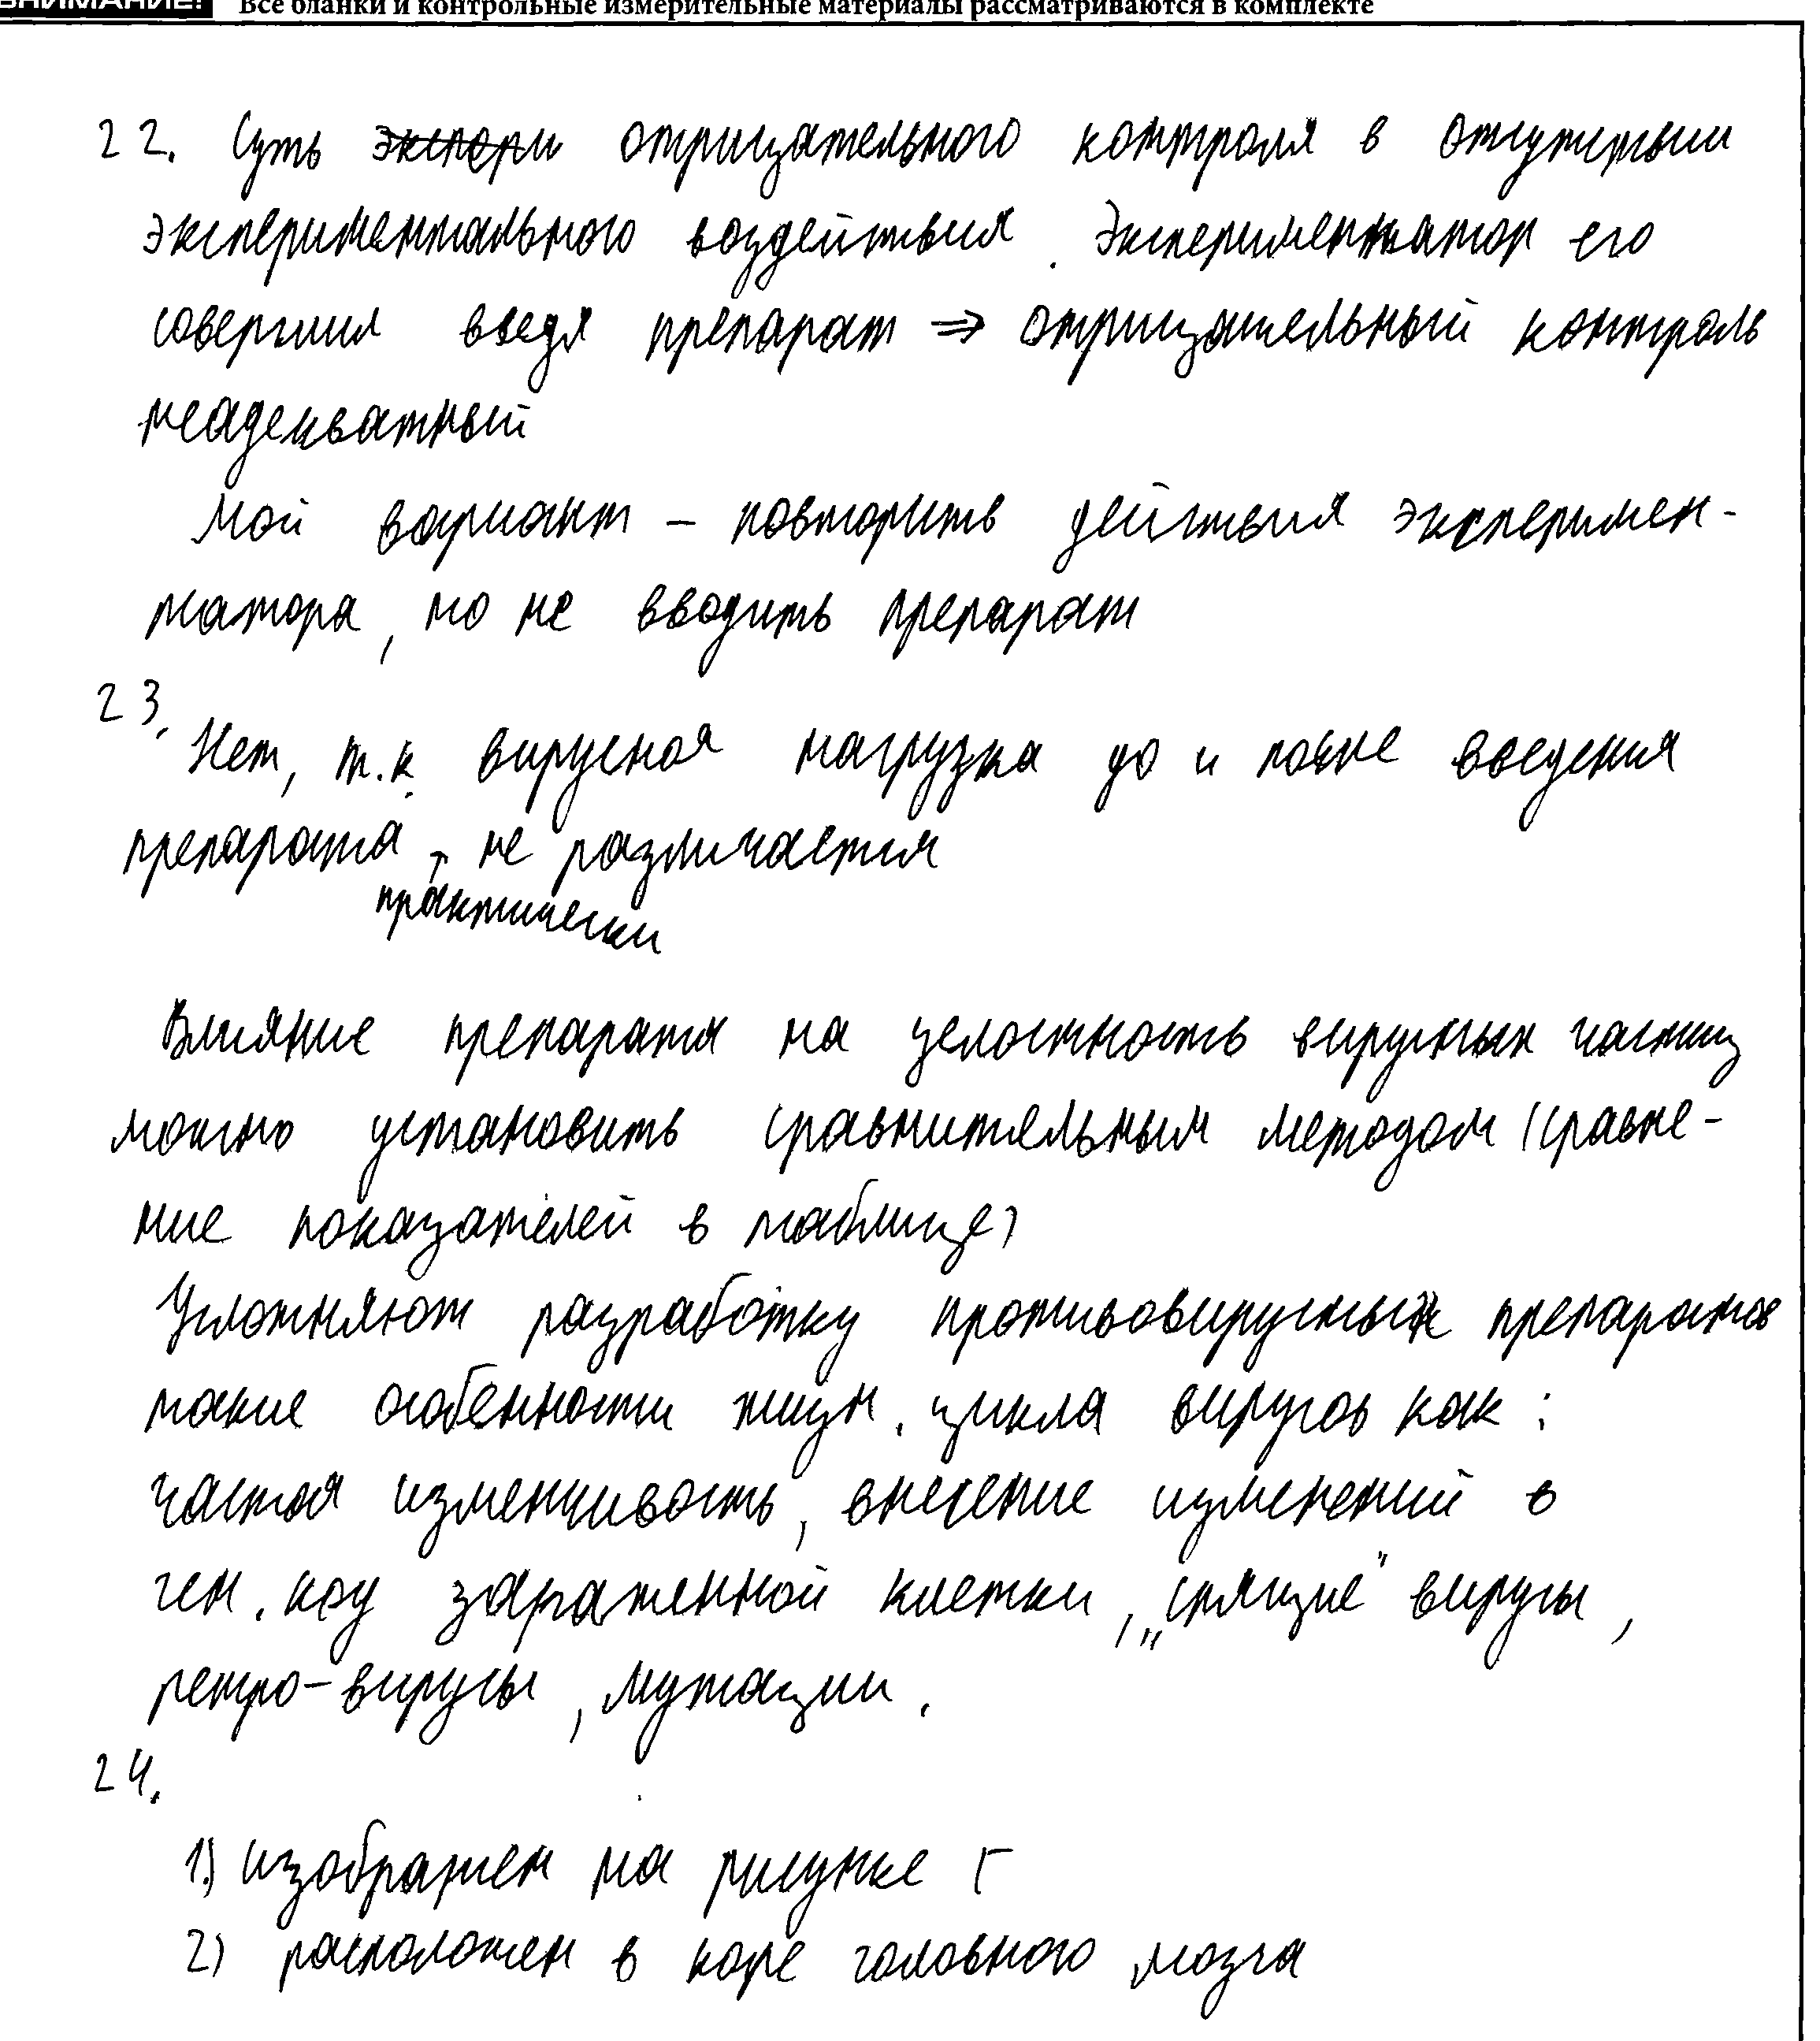 ВНИМАНИЕ! Все бланки и контрольные измерительные материалы рассматриваются в комплекте
22. Суть экспери отрицательного контроля в отсутствии
экспериментального воздействия. Экспериментатор его
совершил введя препарат ⇒ отрицательный контроль
неадекватный
Мой вариант – повторить действия эксперимен-
татора, но не вводить препарат
23.
Нет, т.к. вирусная нагрузка до и после введения
препарата не различается
практически
Влияние препарата на целостность вирусных частиц
можно установить сравнительным методом (сравне-
ние показателей в таблице)
Усложняют разработку противовирусных препаратов
такие особенности жизн. цикла вирусов как:
частая изменчивость, внесение изменений в
ген. код зараженной клетки, „спящие" вирусы,
ретро-вирусы, мутации.
24.
1) изображен на рисунке Г
2) расположен в коре головного мозга